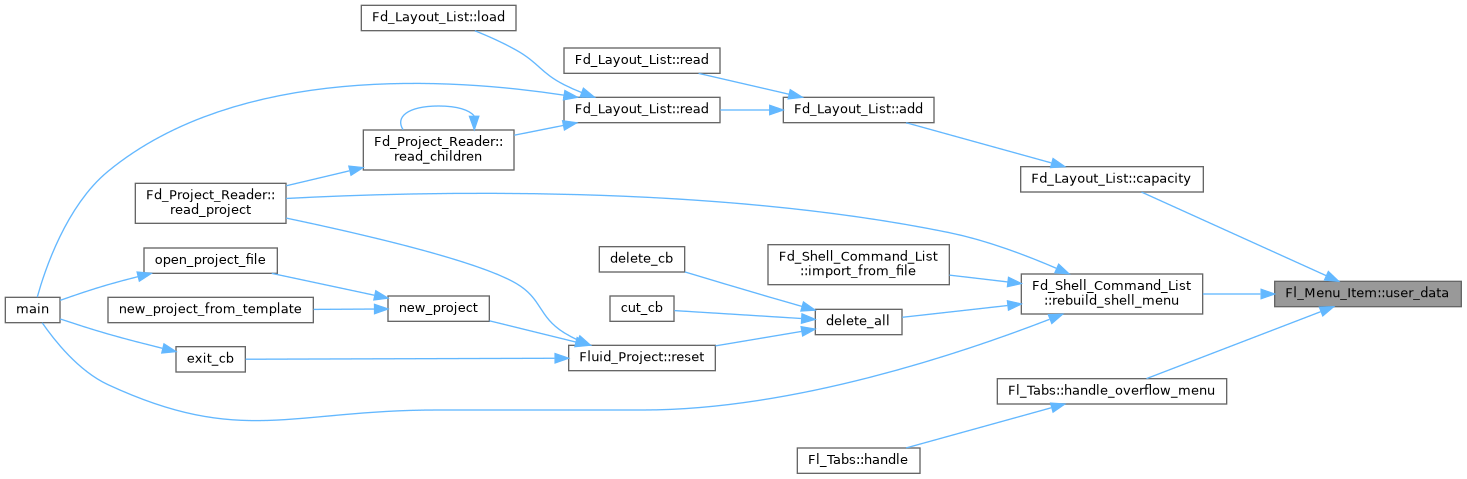 Fd_Layout_List::load
Fd_Layout_List::read
Fd_Layout_List::read
Fd_Layout_List::add
Fd_Project_Reader::
read_children
Fd_Layout_List::capacity
Fd_Project_Reader::
read_project
open_project_file
delete_cb
Fd_Shell_Command_List
::import_from_file
Fd_Shell_Command_List
::rebuild_shell_menu
Fl_Menu_Item::user_data
main
new_project_from_template
new_project
cut_cb
delete_all
exit_cb
Fluid_Project::reset
Fl_Tabs::handle_overflow_menu
Fl_Tabs::handle